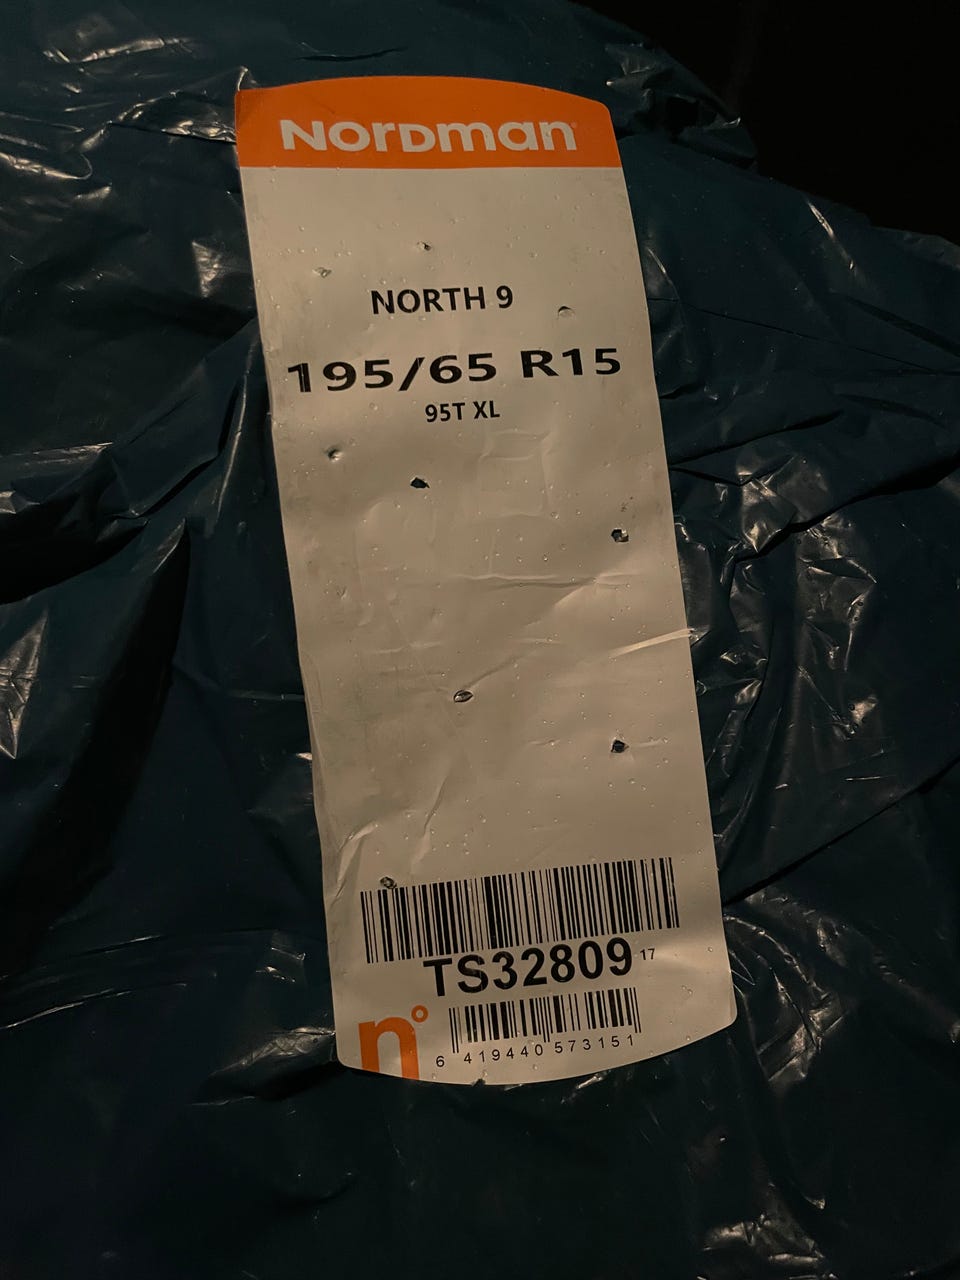 NORDMAN
NORTH 9
195/65 R15
95T XL
TS32809 17
n°
6 419440 573151